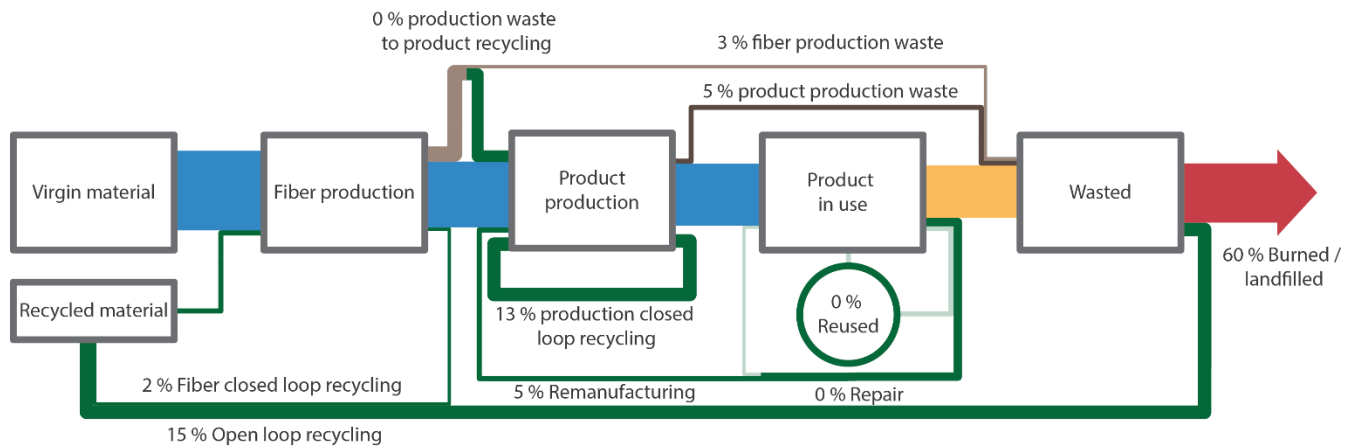 0 % production waste
to product recycling
3 % fiber production waste
5 % product production waste
Virgin material
Fiber production
Product
production
Product
in use
Wasted
60 % Burned /
landfilled
Recycled material
13 % production closed
loop recycling
0 %
Reused
2 % Fiber closed loop recycling
5 % Remanufacturing
0 % Repair
15 % Open loop recycling